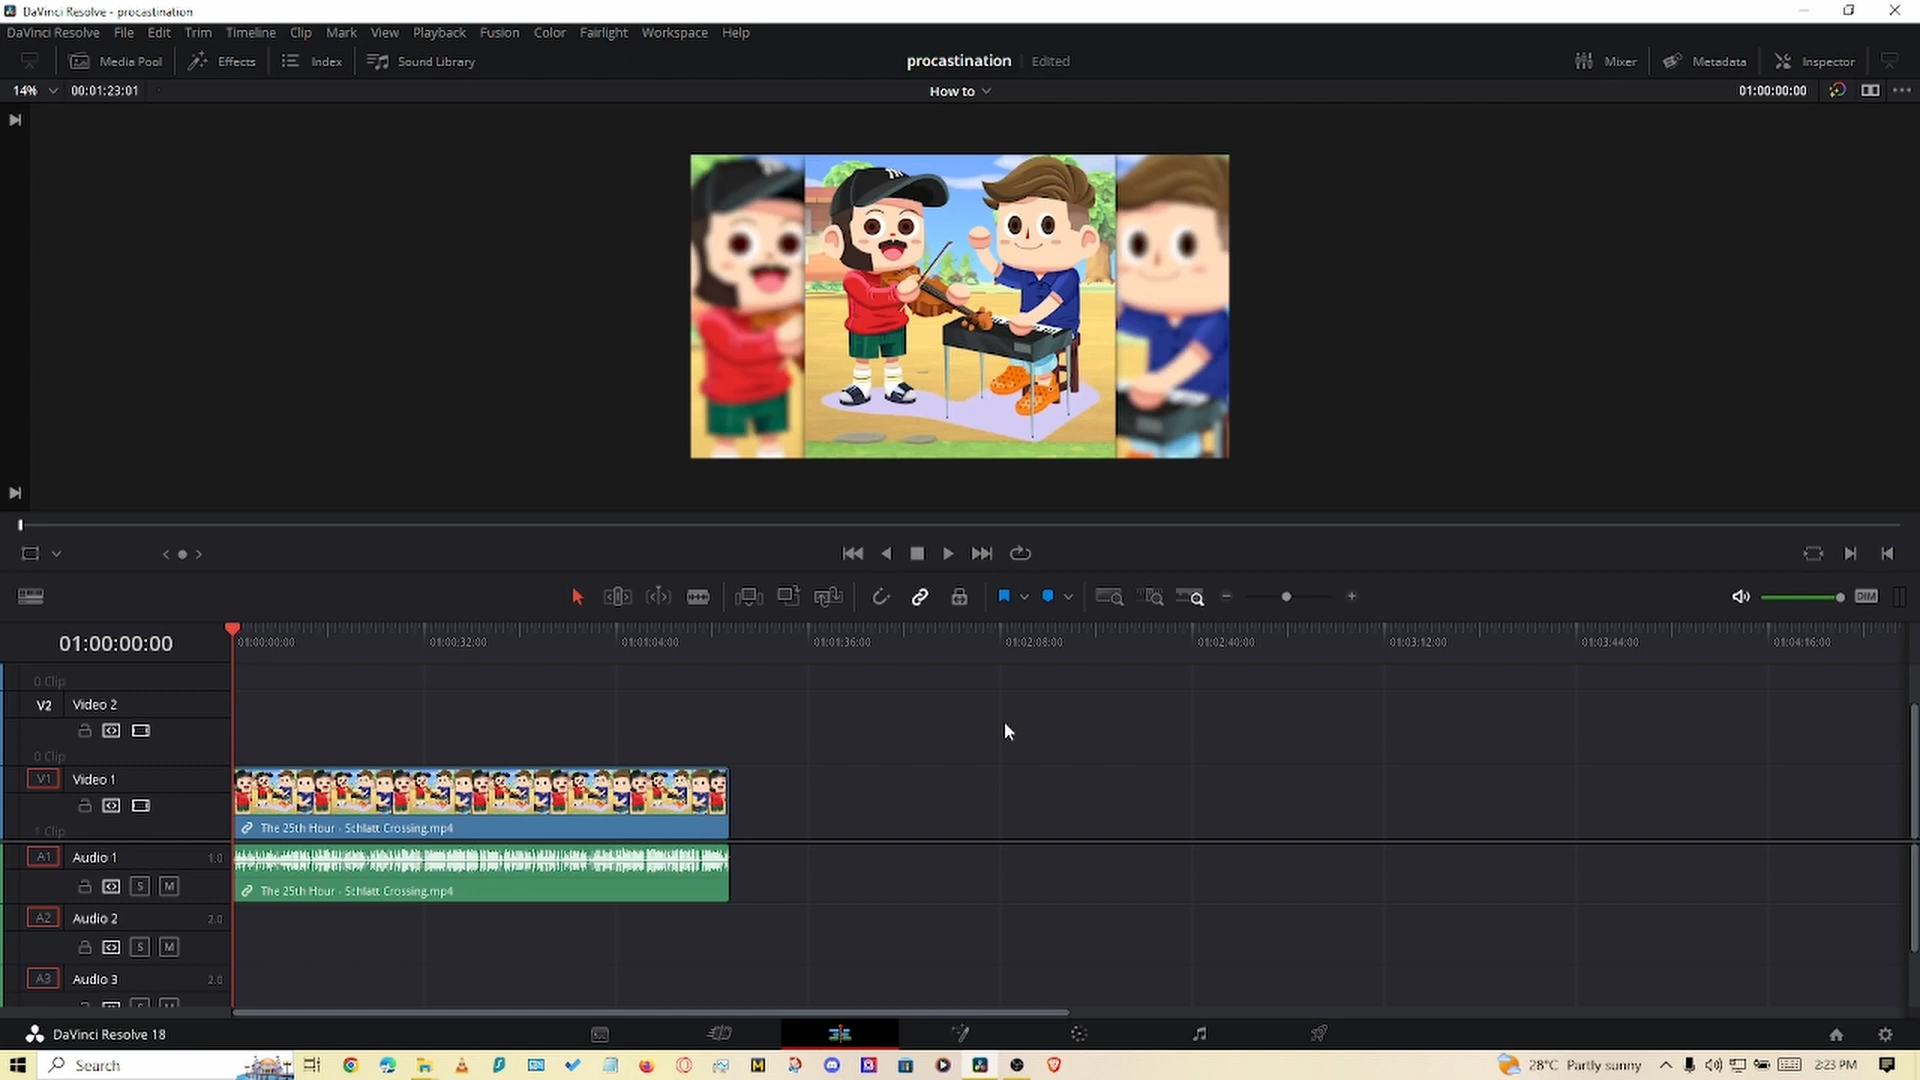 DaVinci Resolve - procastination
DaVinci Resolve File Edit Trim Timeline Clip Mark View Playback Fusion Color Fairlight Workspace Help
Media Pool Effects Index Sound Library procastination Edited Mixer Metadata Inspector
14% 00:01:23:01 How to 01:00:00:00
DIM
01:00:00:00 01:00:00:00 01:00:32:00 01:01:04:00 01:01:36:00 01:02:08:00 01:02:40:00 01:03:12:00 01:03:44:00 01:04:16:00
0 Clip
V2 Video 2
0 Clip
V1 Video 1
1 Clip
The 25th Hour - Schlatt Crossing.mp4
A1 Audio 1 1.0
S M
The 25th Hour - Schlatt Crossing.mp4
A2 Audio 2 2.0
S M
A3 Audio 3 2.0
DaVinci Resolve 18
Search 28°C Partly sunny 2:23 PM